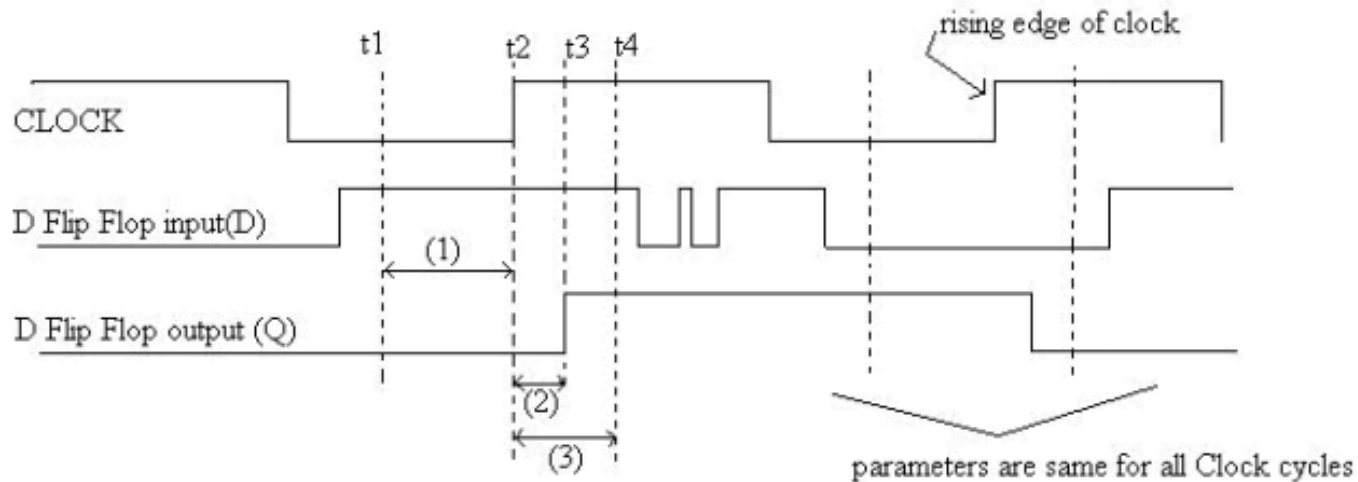 rising edge of clock
t1
t2
t3
t4
CLOCK
D Flip Flop input(D)
(1)
D Flip Flop output (Q)
(2)
(3)
parameters are same for all Clock cycles